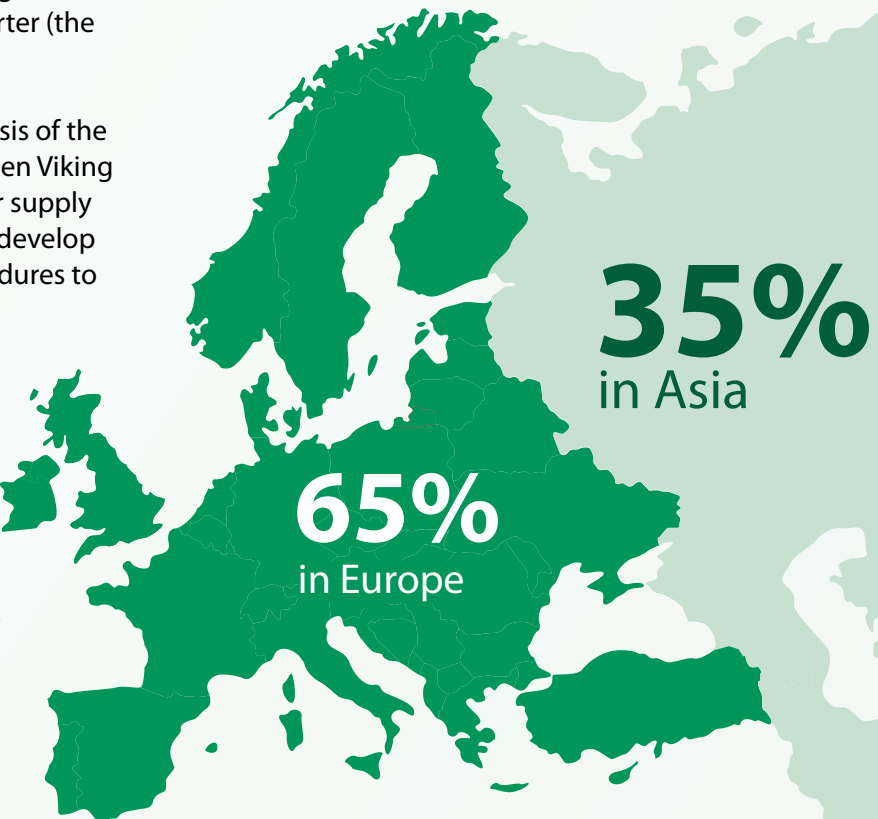 rter (the
sis of the
en Viking
r supply
develop
dures to
35%
in Asia
65%
in Europe